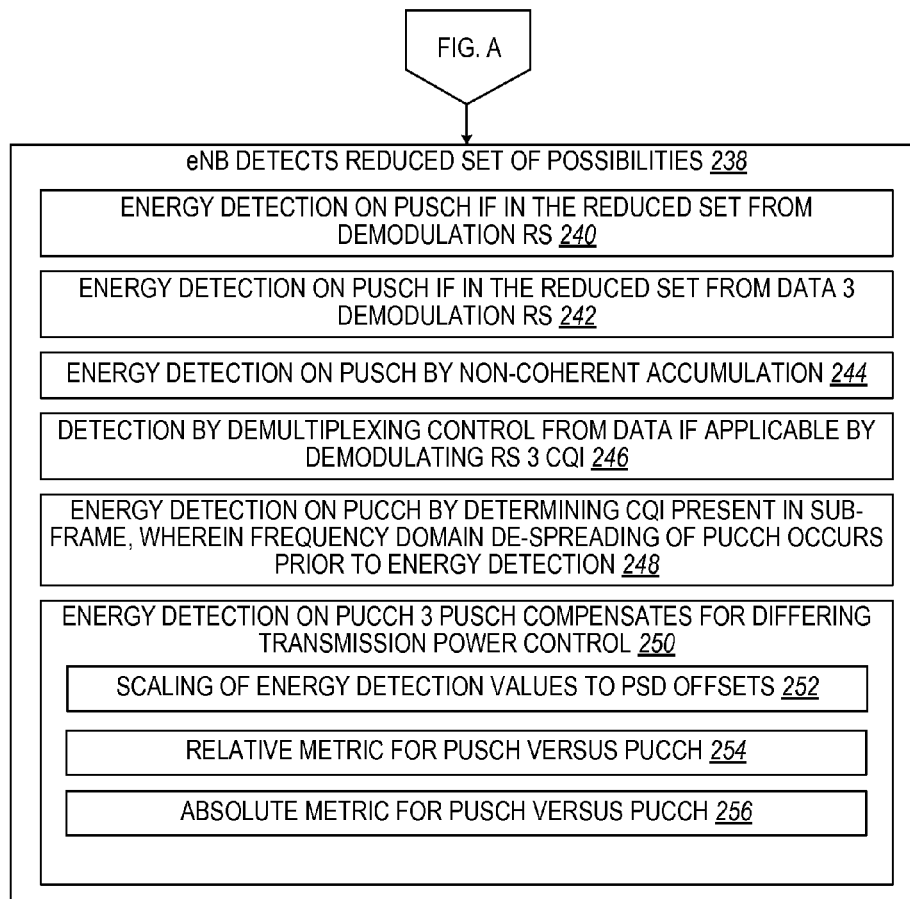 FIG. A
eNB DETECTS REDUCED SET OF POSSIBILITIES 238
ENERGY DETECTION ON PUSCH IF IN THE REDUCED SET FROM
DEMODULATION RS 240
ENERGY DETECTION ON PUSCH IF IN THE REDUCED SET FROM DATA 3
DEMODULATION RS 242
ENERGY DETECTION ON PUSCH BY NON-COHERENT ACCUMULATION 244
DETECTION BY DEMULTIPLEXING CONTROL FROM DATA IF APPLICABLE BY
DEMODULATING RS 3 CQI 246
ENERGY DETECTION ON PUCCH BY DETERMINING CQI PRESENT IN SUB-
FRAME, WHEREIN FREQUENCY DOMAIN DE-SPREADING OF PUCCH OCCURS
PRIOR TO ENERGY DETECTION 248
ENERGY DETECTION ON PUCCH 3 PUSCH COMPENSATES FOR DIFFERING
TRANSMISSION POWER CONTROL 250
SCALING OF ENERGY DETECTION VALUES TO PSD OFFSETS 252
RELATIVE METRIC FOR PUSCH VERSUS PUCCH 254
ABSOLUTE METRIC FOR PUSCH VERSUS PUCCH 256